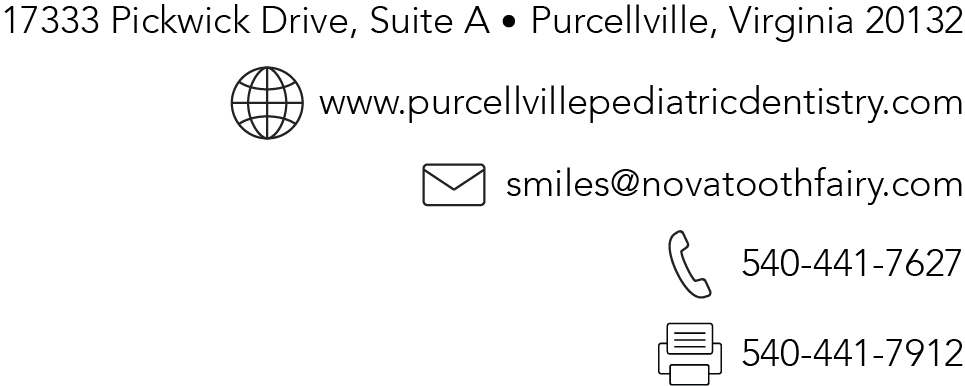 17333 Pickwick Drive, Suite A • Purcellville, Virginia 20132
www.purcellvillepediatricdentistry.com
smiles@novatoothfairy.com
540-441-7627
540-441-7912